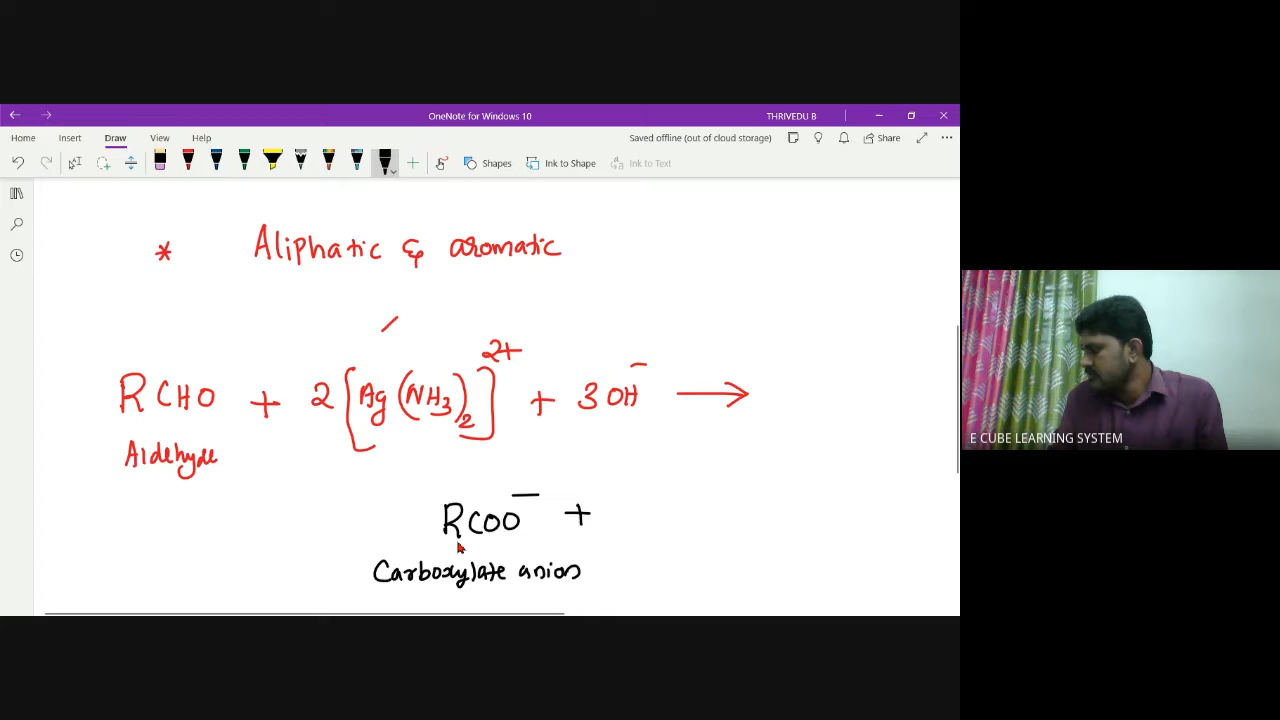 OneNote for Windows 10
THRIVEDU B
Home Insert Draw View Help
Saved offline (out of cloud storage)
Share
Shapes
Ink to Shape
Ink to Text
* Aliphatic & aromatic
RCHO + 2[Ag(NH₃)₂]²⁺ + 3OH⁻ →
Aldehyde
RCOO⁻ +
Carboxylate anion
E CUBE LEARNING SYSTEM